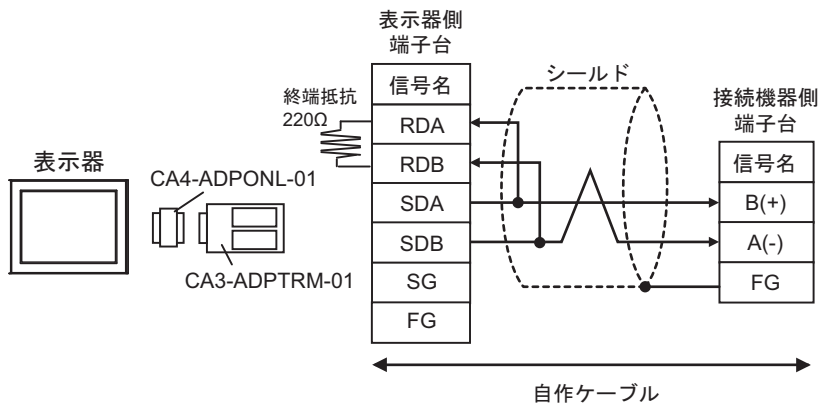 表示器側
端子台
信号名
RDA
RDB
SDA
SDB
SG
FG
終端抵抗
220Ω
表示器
CA4-ADPONL-01
CA3-ADPTRM-01
シールド
接続機器側
端子台
信号名
B(+)
A(-)
FG
自作ケーブル